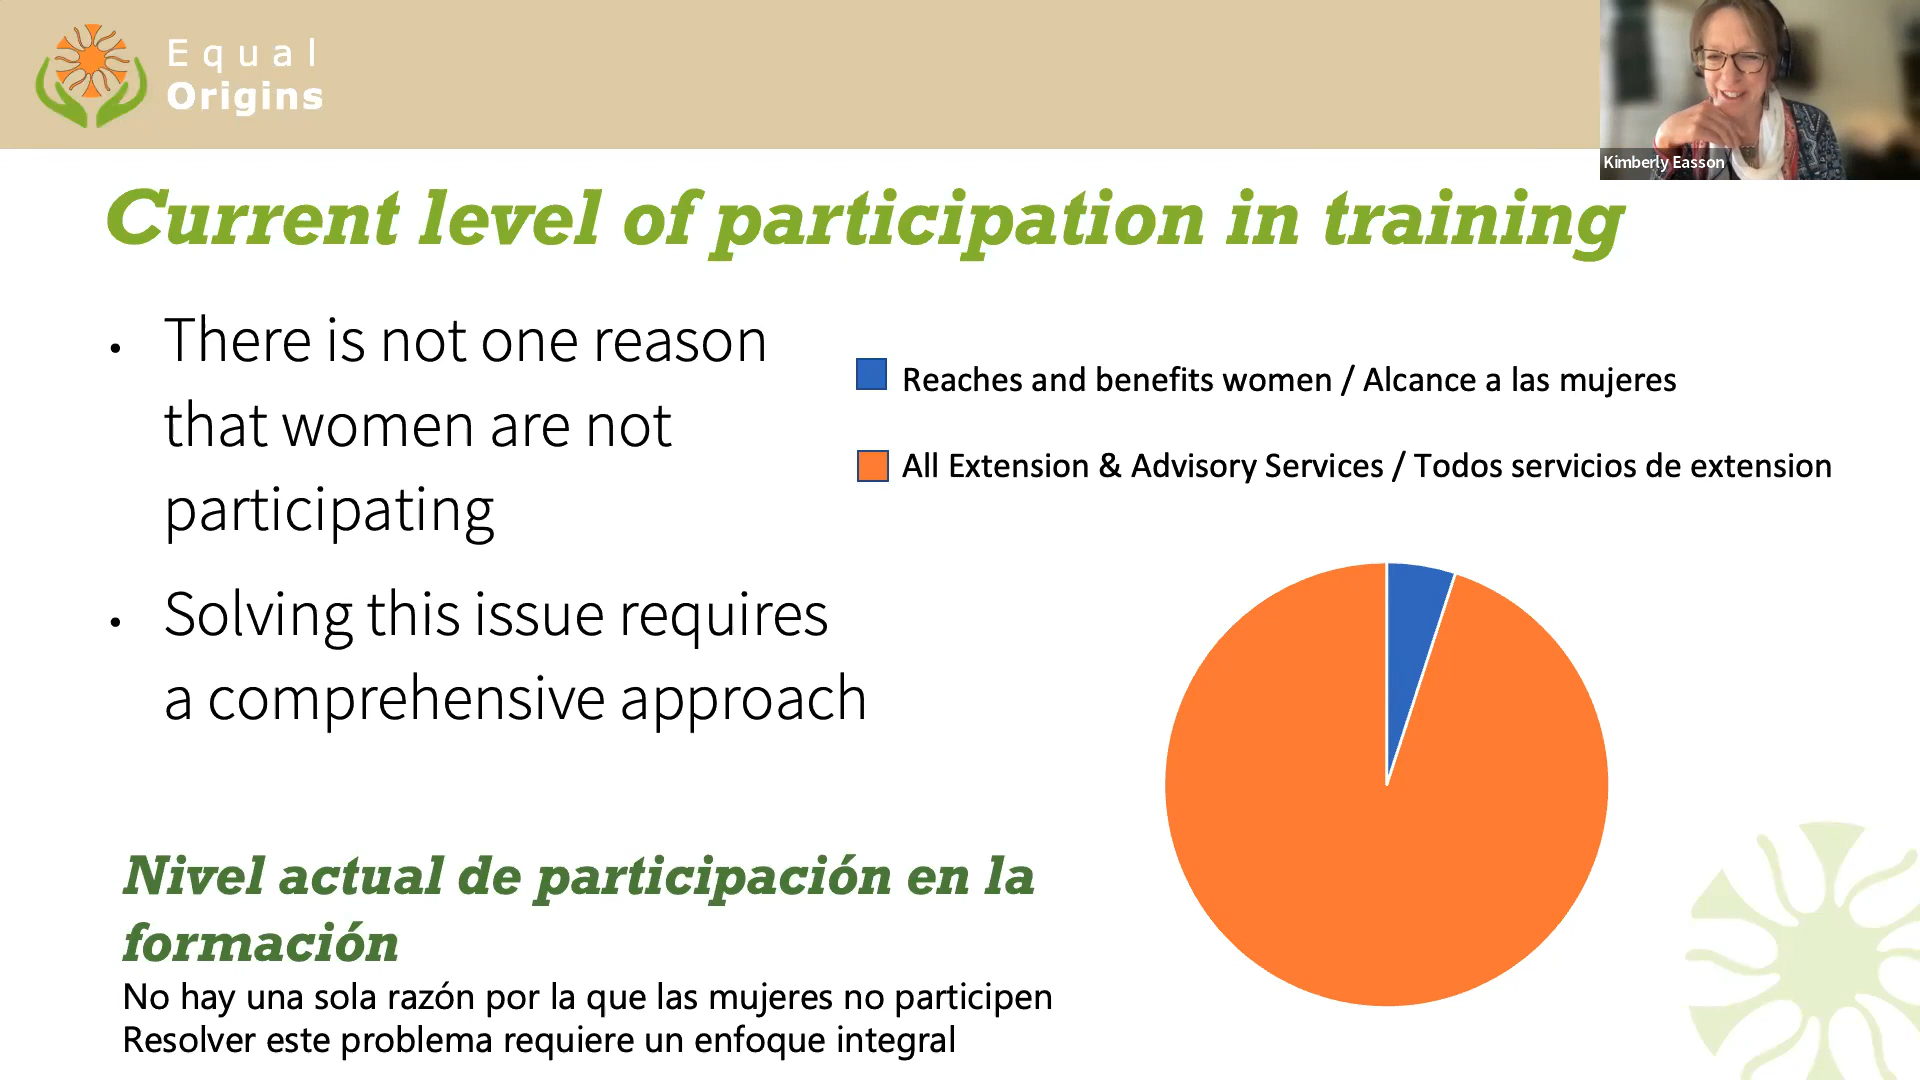 Equal
Origins
Kimberly Easson
Current level of participation in training
• There is not one reason
that women are not
participating
• Solving this issue requires
a comprehensive approach
Reaches and benefits women / Alcance a las mujeres
All Extension & Advisory Services / Todos servicios de extension
Nivel actual de participación en la
formación
No hay una sola razón por la que las mujeres no participen
Resolver este problema requiere un enfoque integral